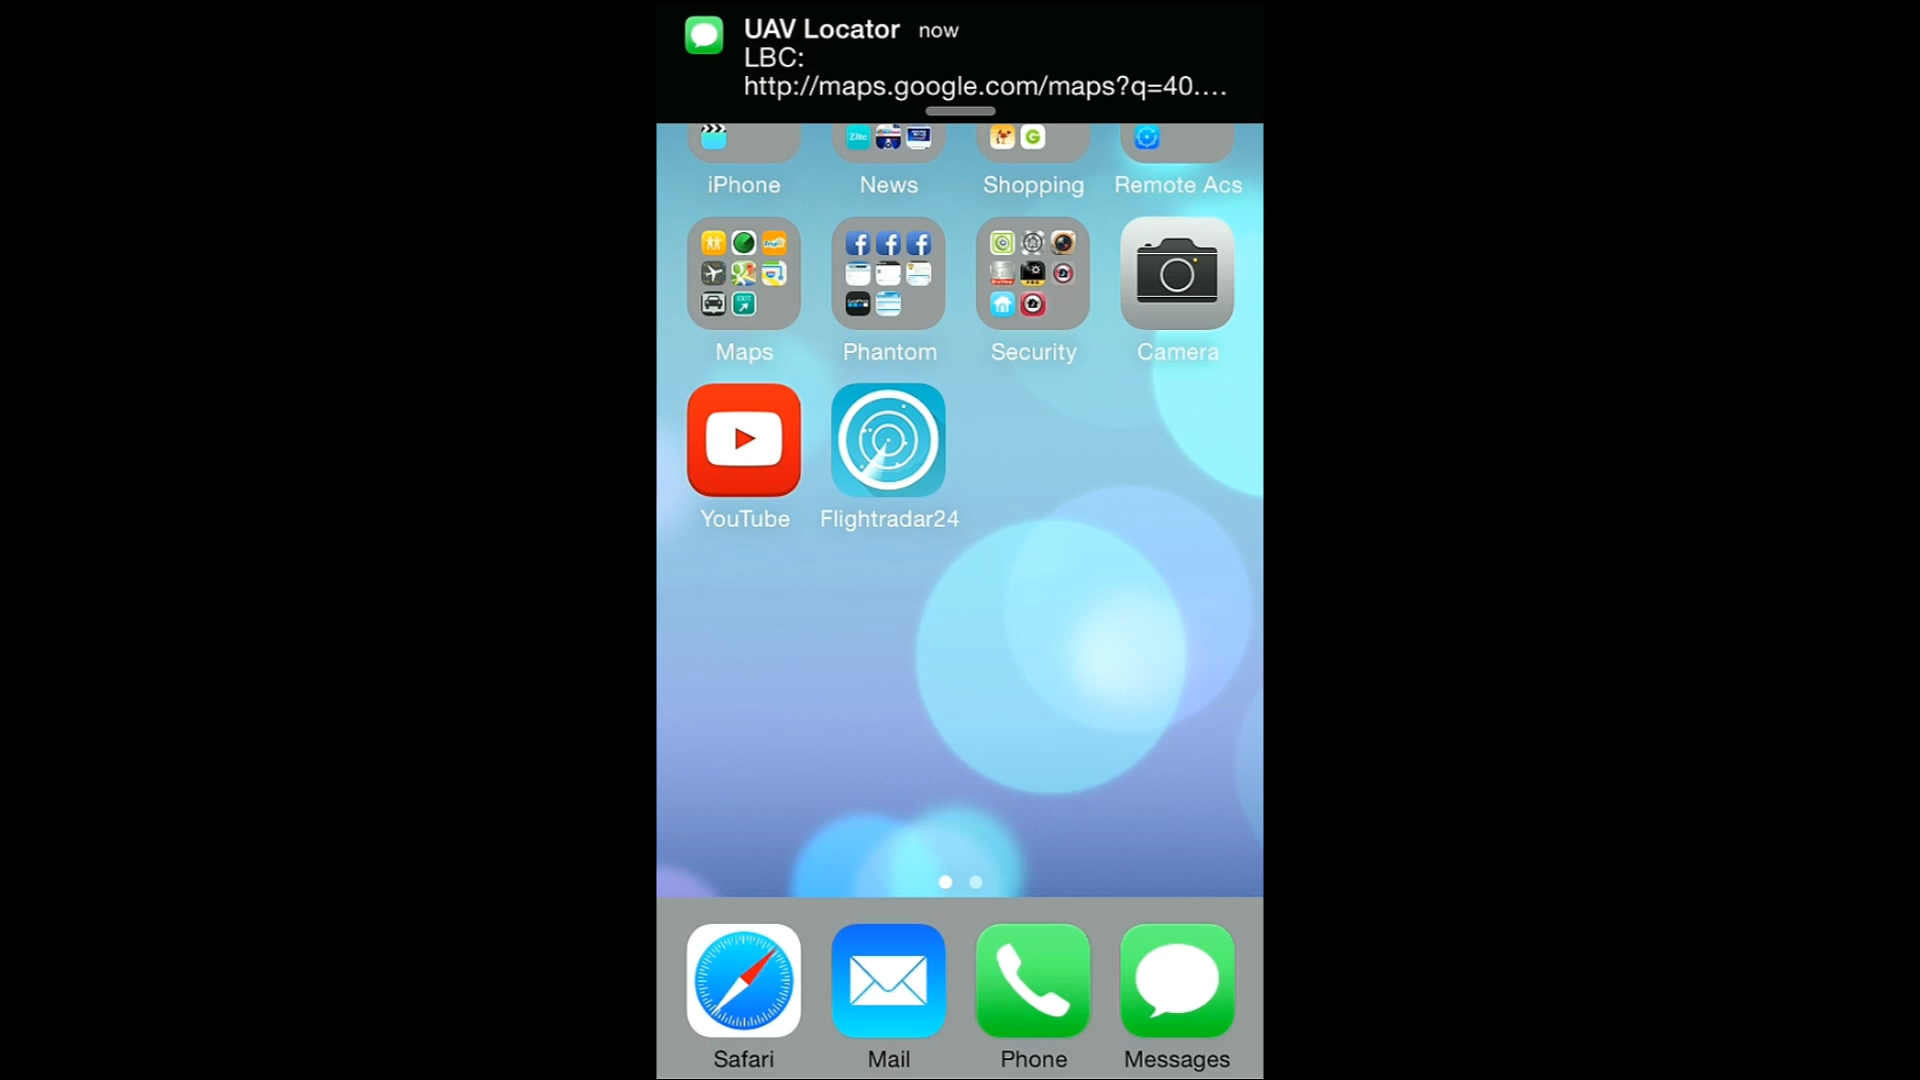 UAV Locator now
LBC:
http://maps.google.com/maps?q=40....
iPhone News Shopping Remote Acs
Maps Phantom Security Camera
YouTube Flightradar24
Safari Mail Phone Messages